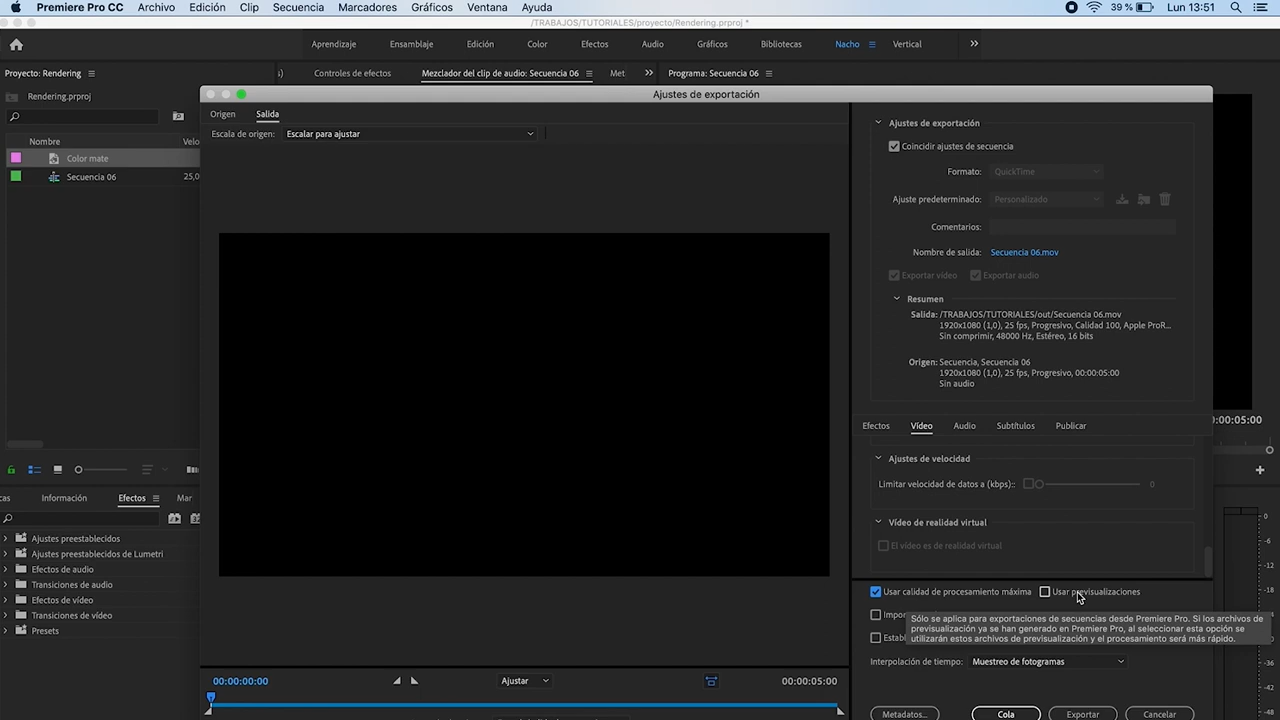 Premiere Pro CC Archivo Edición Clip Secuencia Marcadores Gráficos Ventana Ayuda 39 % Lun 13:51
/TRABAJOS/TUTORIALES/proyecto/Rendering.prproj *
Aprendizaje Ensamblaje Edición Color Efectos Audio Gráficos Bibliotecas Nacho Vertical
Proyecto: Rendering Controles de efectos Mezclador del clip de audio: Secuencia 06 Met Programa: Secuencia 06
Rendering.prproj
Nombre Velo
Color mate
Secuencia 06 25,0
Información Efectos Mar
Ajustes preestablecidos
Ajustes preestablecidos de Lumetri
Efectos de audio
Transiciones de audio
Efectos de vídeo
Transiciones de vídeo
Presets
Ajustes de exportación
Origen Salida
Escala de origen: Escalar para ajustar
00:00:00:00 Ajustar 00:00:05:00
Ajustes de exportación
Coincidir ajustes de secuencia
Formato: QuickTime
Ajuste predeterminado: Personalizado
Comentarios:
Nombre de salida: Secuencia 06.mov
Exportar vídeo Exportar audio
Resumen
Salida: /TRABAJOS/TUTORIALES/out/Secuencia 06.mov
1920x1080 (1,0), 25 fps, Progresivo, Calidad 100, Apple ProR...
Sin comprimir, 48000 Hz, Estéreo, 16 bits
Origen: Secuencia, Secuencia 06
1920x1080 (1,0), 25 fps, Progresivo, 00:00:05:00
Sin audio
Efectos Vídeo Audio Subtítulos Publicar
Ajustes de velocidad
Limitar velocidad de datos a (kbps):: 0
Vídeo de realidad virtual
El vídeo es de realidad virtual
Usar calidad de procesamiento máxima Usar previsualizaciones
Impor
Establ
Sólo se aplica para exportaciones de secuencias desde Premiere Pro. Si los archivos de
previsualización ya se han generado en Premiere Pro, al seleccionar esta opción se
utilizarán estos archivos de previsualización y el procesamiento será más rápido.
Interpolación de tiempo: Muestreo de fotogramas
Metadatos... Cola Exportar Cancelar
:00:05:00
0
-6
-12
-18
-36
-42
-48